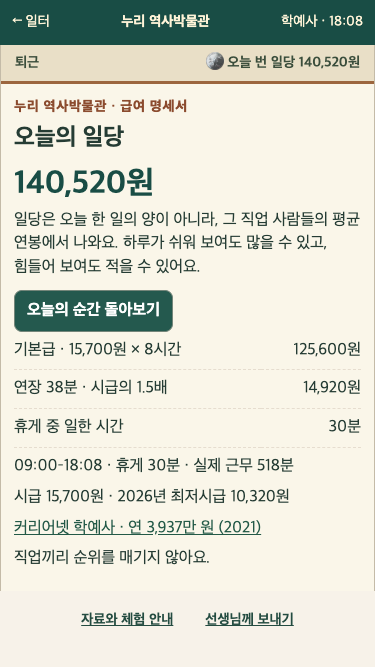 ← 일터
누리 역사박물관
학예사 · 18:08
퇴근
오늘 번 일당 140,520원
누리 역사박물관 · 급여 명세서
오늘의 일당
140,520원
일당은 오늘 한 일의 양이 아니라, 그 직업 사람들의 평균
연봉에서 나와요. 하루가 쉬워 보여도 많을 수 있고,
힘들어 보여도 적을 수 있어요.
오늘의 순간 돌아보기
기본급 · 15,700원 × 8시간 125,600원
연장 38분 · 시급의 1.5배 14,920원
휴게 중 일한 시간 30분
09:00-18:08 · 휴게 30분 · 실제 근무 518분
시급 15,700원 · 2026년 최저시급 10,320원
커리어넷 학예사 · 연 3,937만 원 (2021)
직업끼리 순위를 매기지 않아요.
자료와 체험 안내 선생님께 보내기